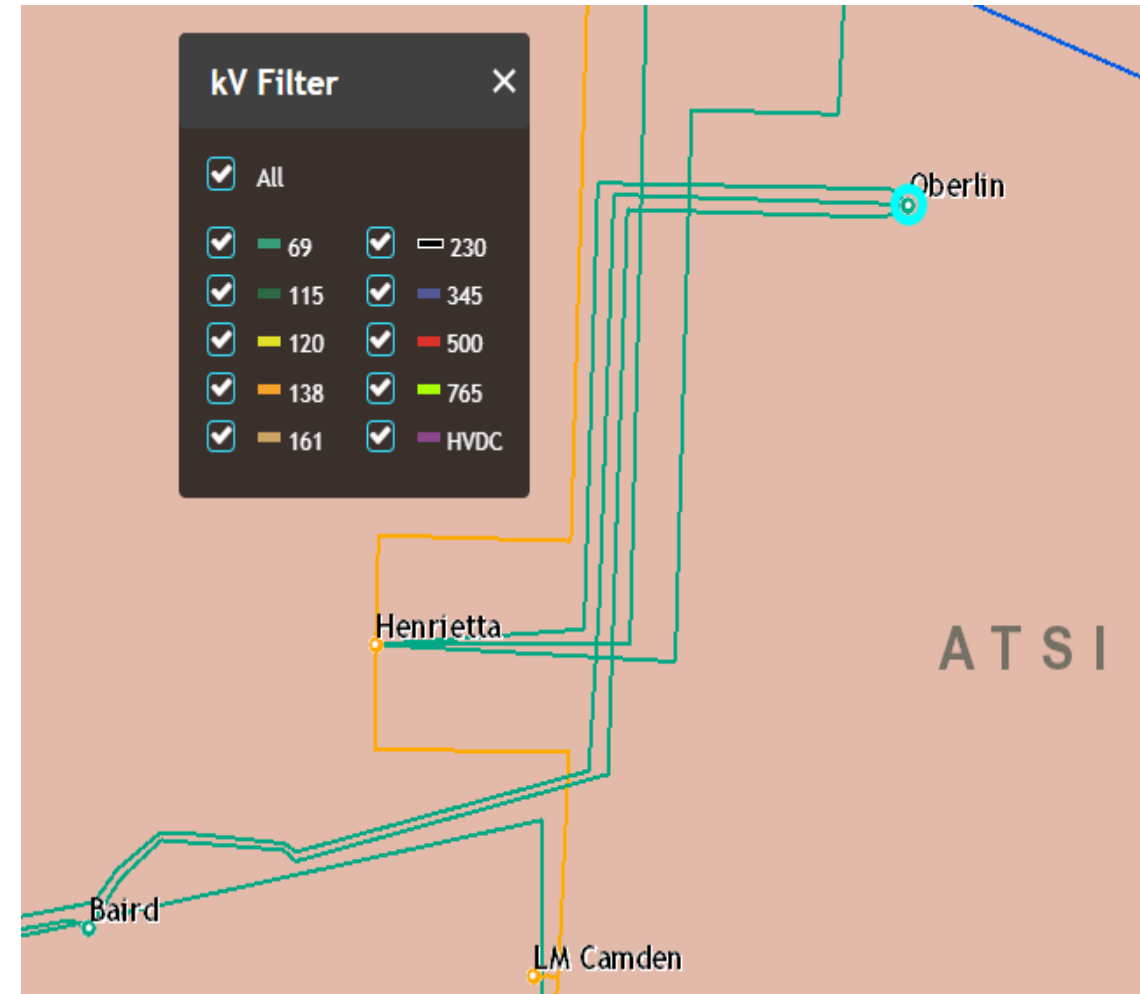 kV Filter
All
69
230
115
345
120
500
138
765
161
HVDC
Oberlin
Henrietta
ATSI
Baird
LM Camden